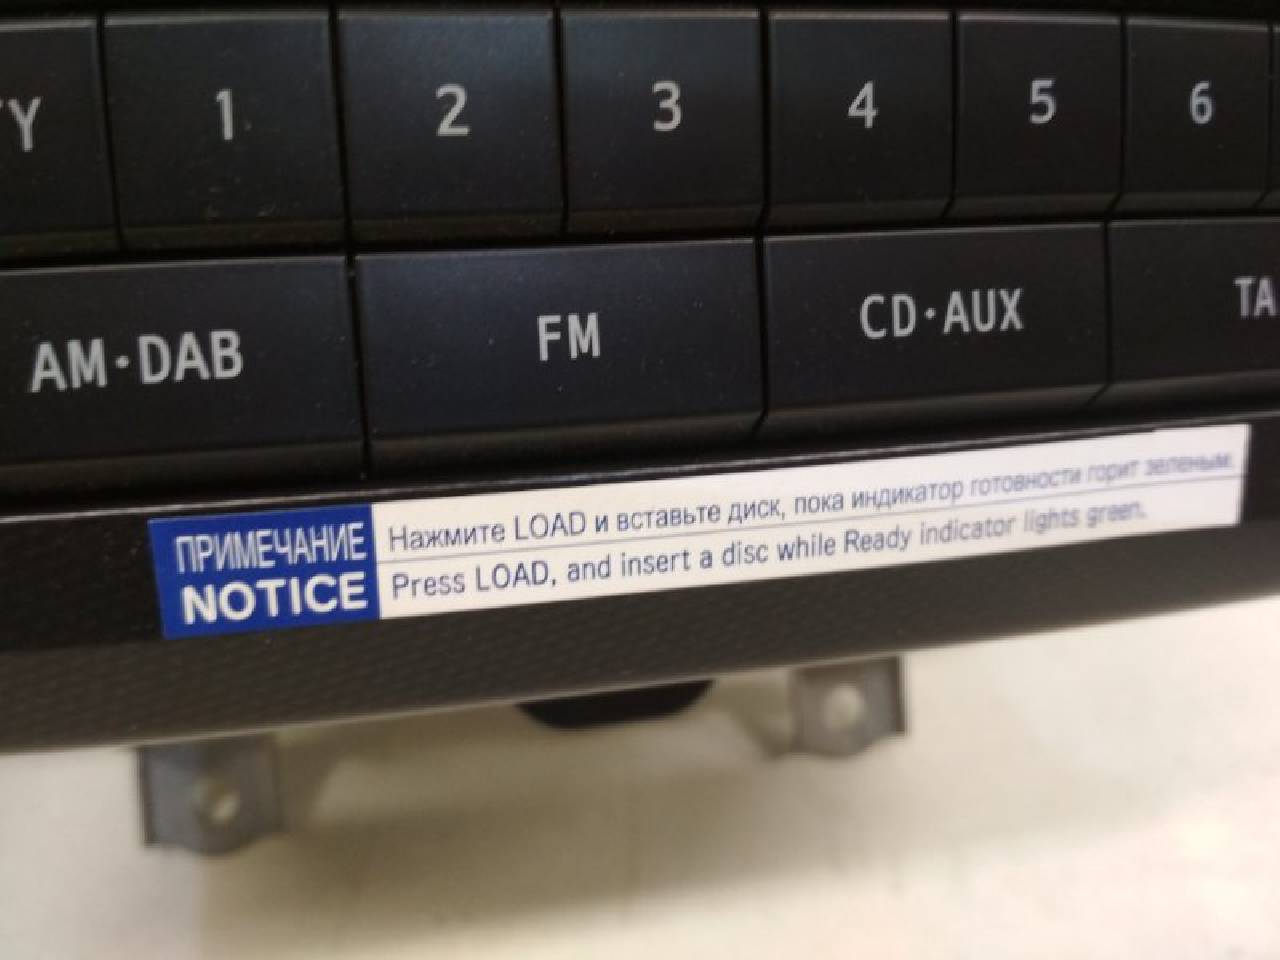 TY 1 2 3 4 5 6
AM·DAB FM CD·AUX TA
ПРИМЕЧАНИЕ Нажмите LOAD и вставьте диск, пока индикатор готовности горит зеленым.
NOTICE Press LOAD, and insert a disc while Ready indicator lights green.